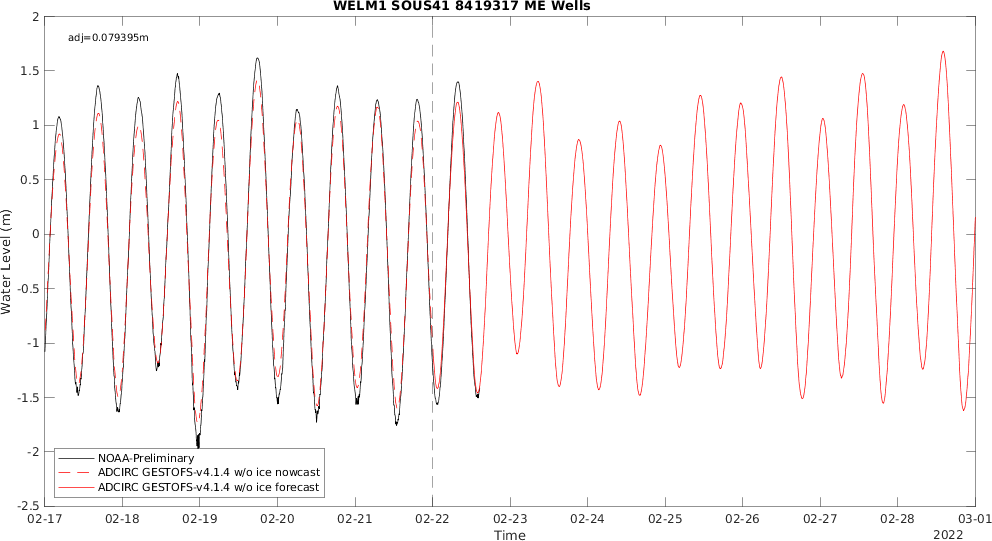 WELM1 SOUS41 8419317 ME Wells
adj=0.079395m
Water Level (m)
2
1.5
1
0.5
0
-0.5
-1
-1.5
-2
-2.5
NOAA-Preliminary
ADCIRC GESTOFS-v4.1.4 w/o ice nowcast
ADCIRC GESTOFS-v4.1.4 w/o ice forecast
02-17 02-18 02-19 02-20 02-21 02-22 02-23 02-24 02-25 02-26 02-27 02-28 03-01
Time
2022